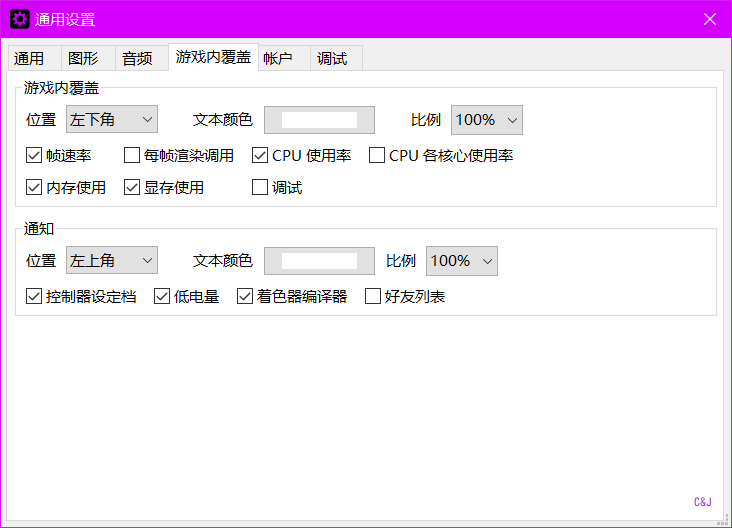 通用设置
通用 图形 音频 游戏内覆盖 帐户 调试
游戏内覆盖
位置 左下角 文本颜色 比例 100%
帧速率 每帧渲染调用 CPU 使用率 CPU 各核心使用率
内存使用 显存使用 调试
通知
位置 左上角 文本颜色 比例 100%
控制器设定档 低电量 着色器编译器 好友列表
C&J